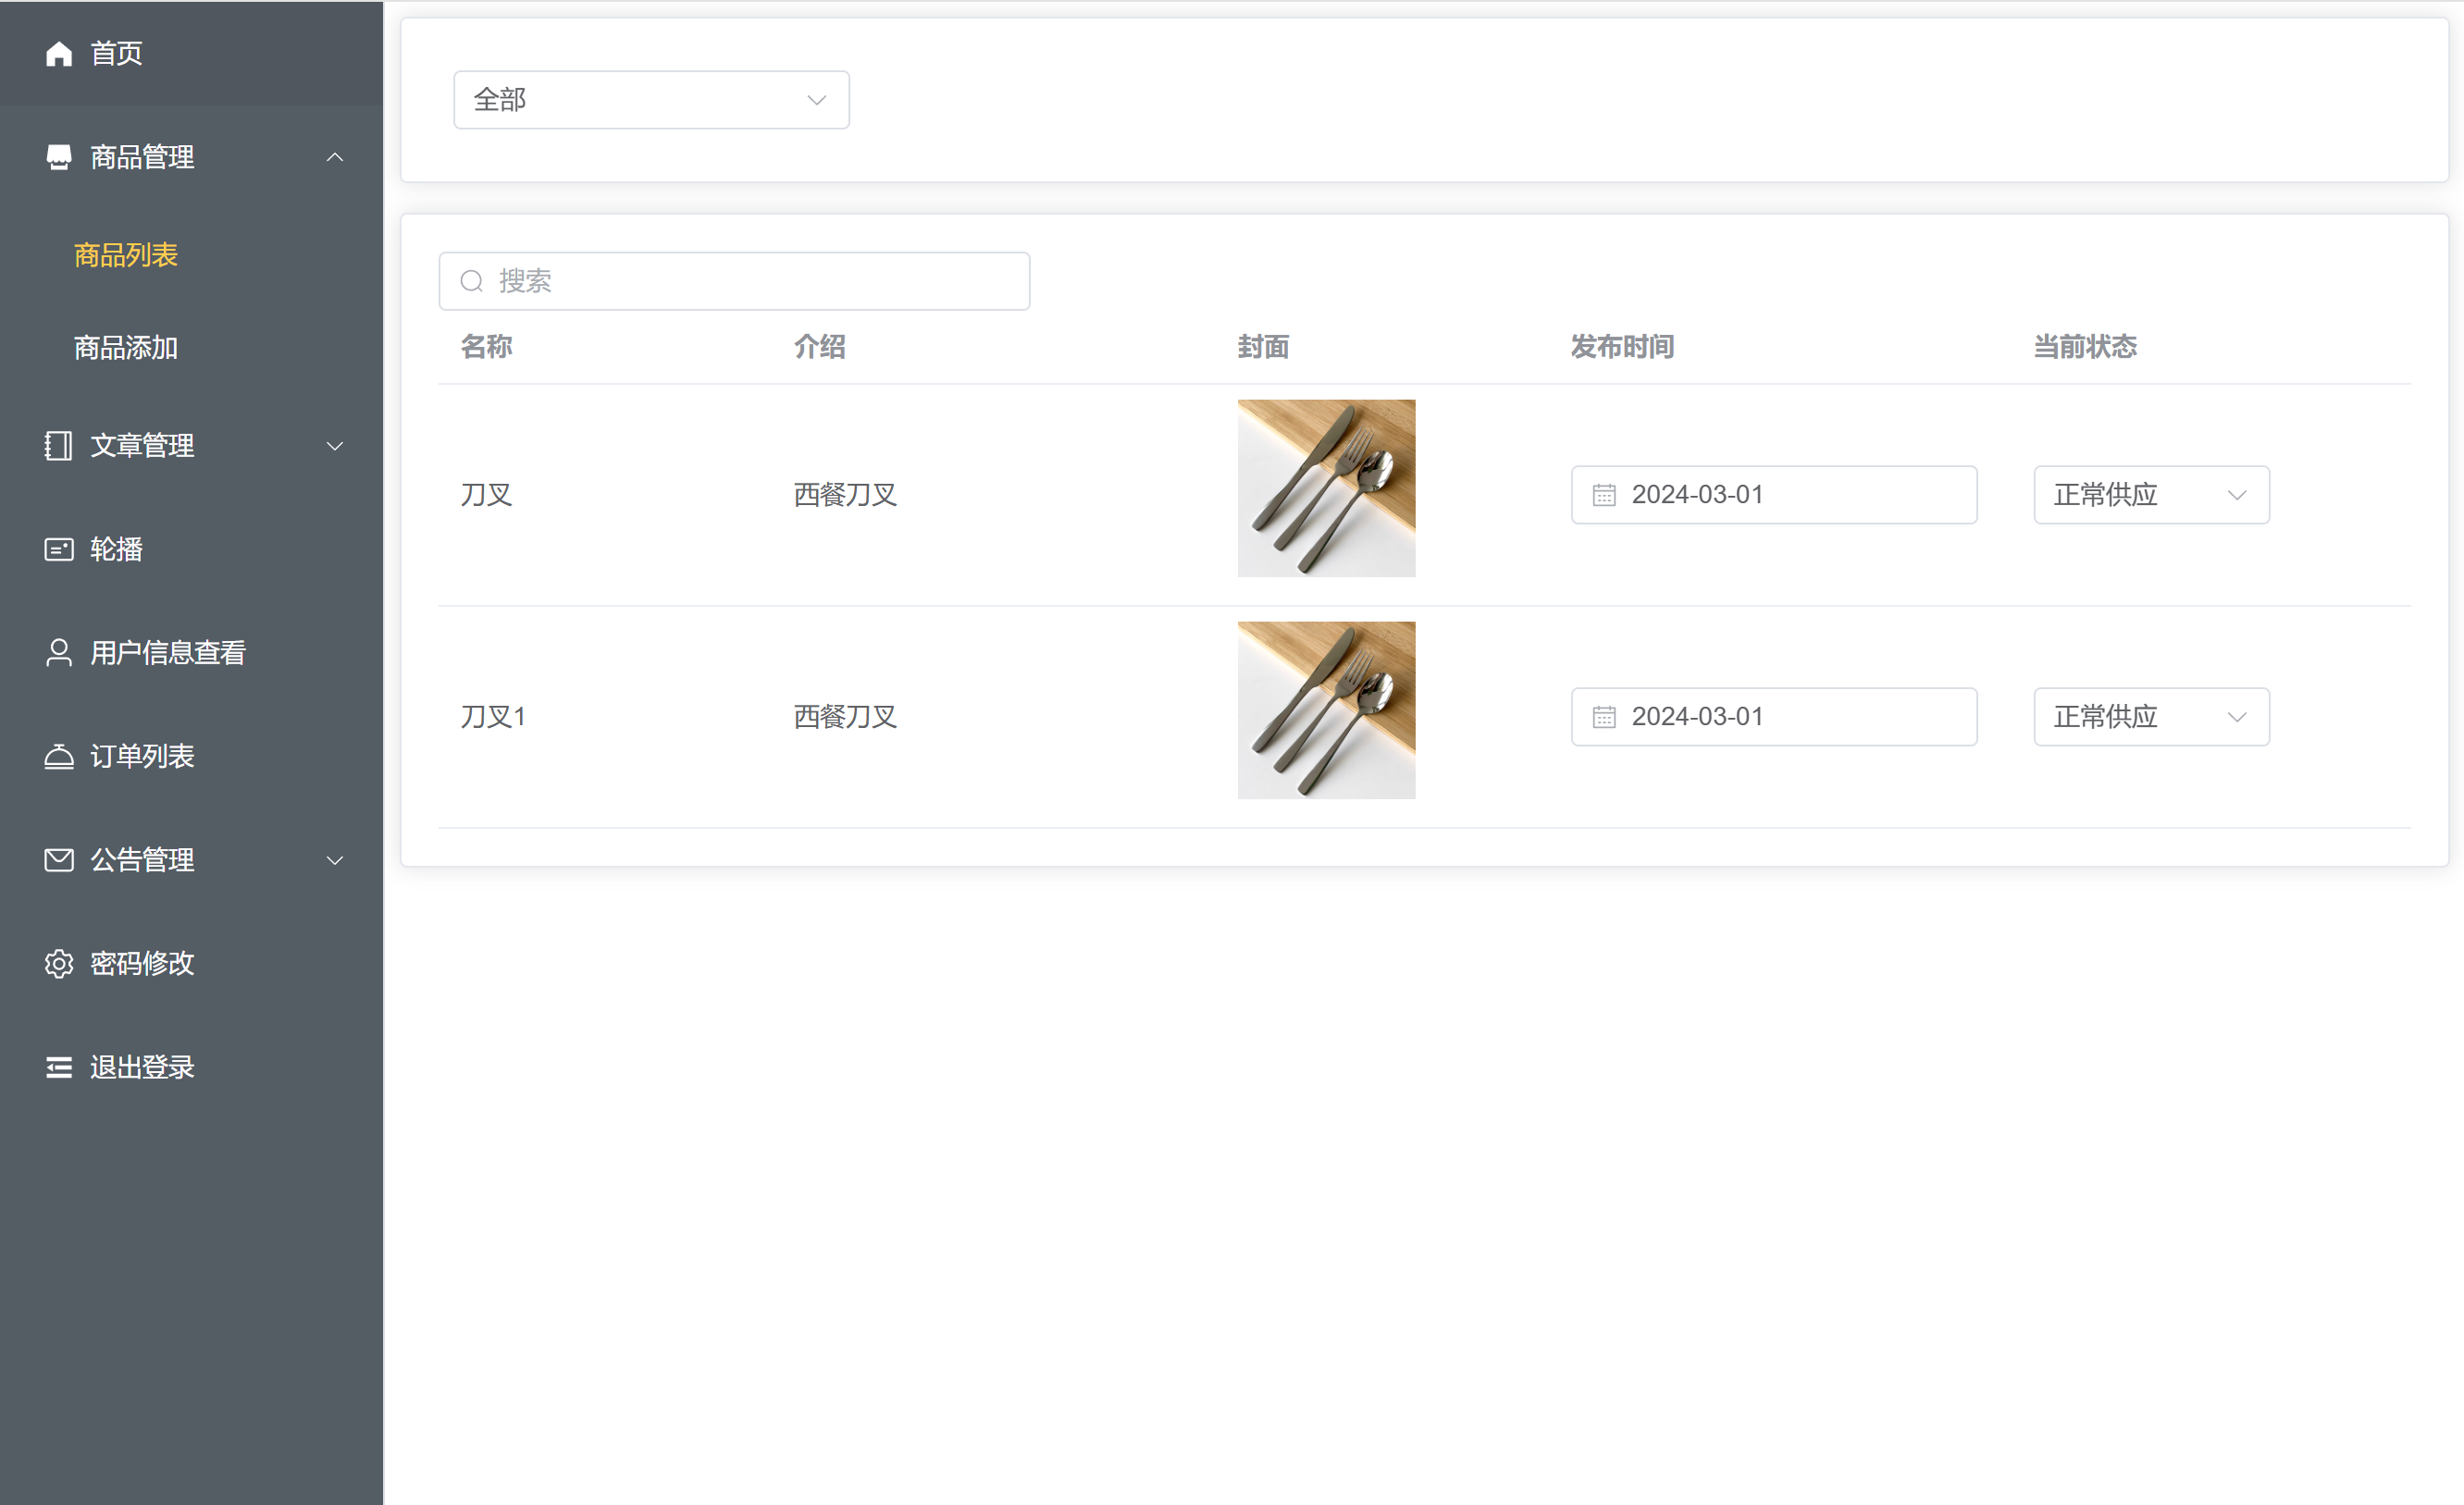 首页
商品管理
商品列表
商品添加
文章管理
轮播
用户信息查看
订单列表
公告管理
密码修改
退出登录
全部
搜索
名称 介绍 封面 发布时间 当前状态
刀叉 西餐刀叉 2024-03-01 正常供应
刀叉1 西餐刀叉 2024-03-01 正常供应